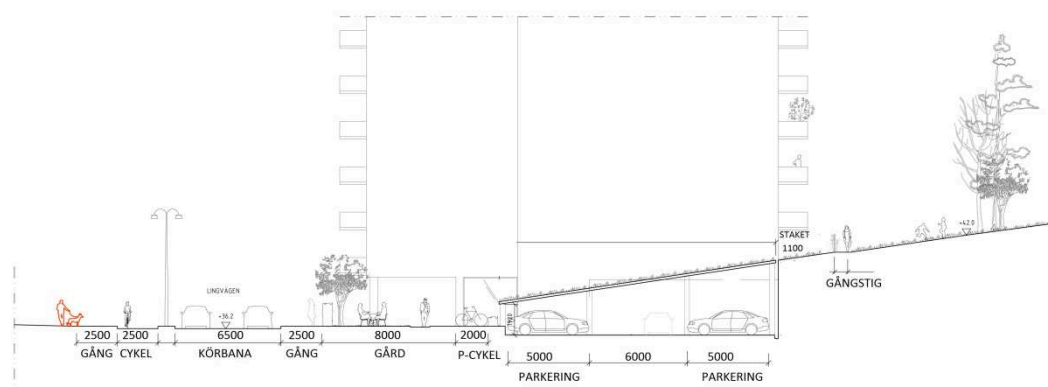 STAKET
1100
+42.0
GÅNGSTIG
LINGVÄGEN
+36.2
2500 2500 6500 2500 8000 2000
GÅNG CYKEL KÖRBANA GÅNG GÅRD P-CYKEL
5000 6000 5000
PARKERING PARKERING